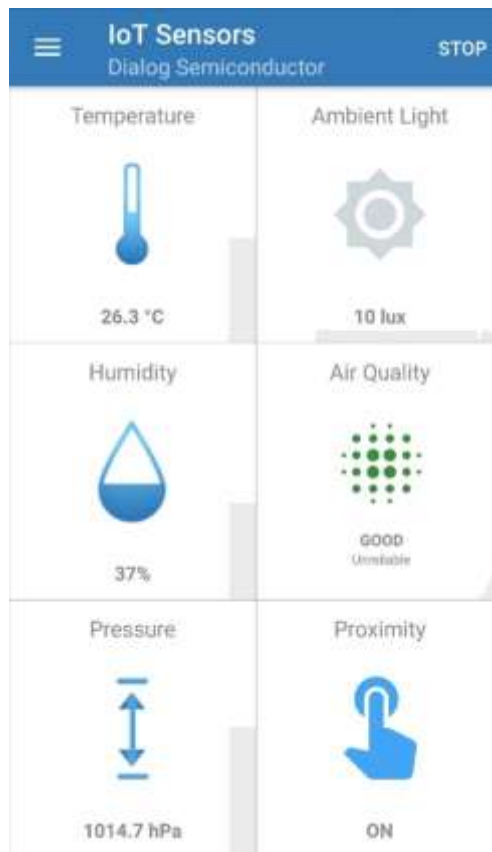 IoT Sensors
STOP
Dialog Semiconductor
Temperature
Ambient Light
26.3 °C
10 lux
Humidity
Air Quality
37%
GOOD
Unreliable
Pressure
Proximity
1014.7 hPa
ON